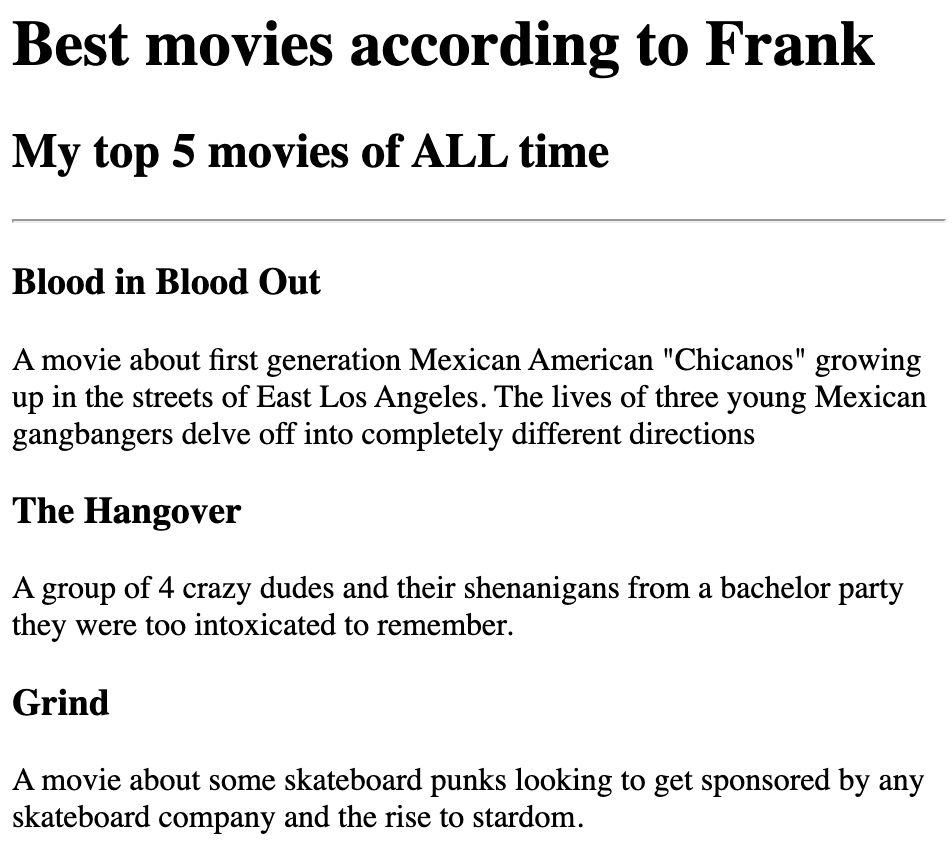 Best movies according to Frank
My top 5 movies of ALL time
Blood in Blood Out
A movie about first generation Mexican American "Chicanos" growing
up in the streets of East Los Angeles. The lives of three young Mexican
gangbangers delve off into completely different directions
The Hangover
A group of 4 crazy dudes and their shenanigans from a bachelor party
they were too intoxicated to remember.
Grind
A movie about some skateboard punks looking to get sponsored by any
skateboard company and the rise to stardom.